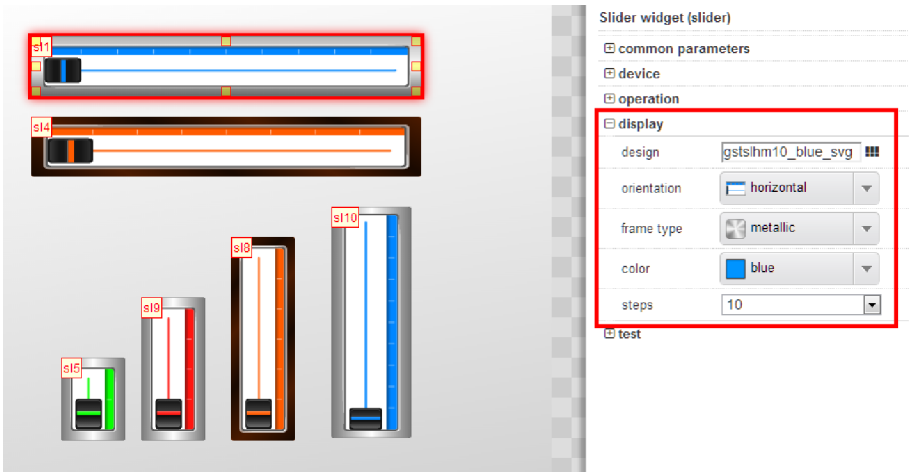 Slider widget (slider)
common parameters
device
operation
display
design gstslhm10_blue_svg
orientation horizontal
frame type metallic
color blue
steps 10
test
sl1
sl4
sl10
sl8
sl9
sl5